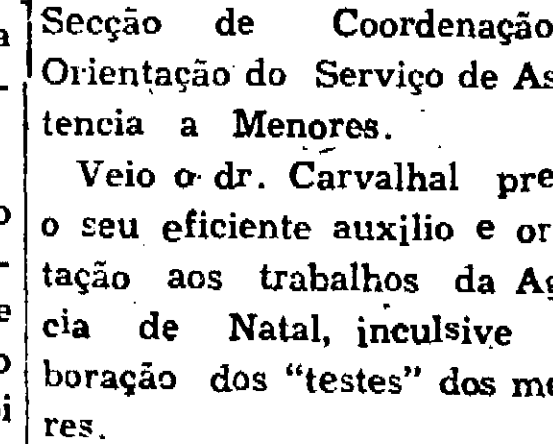 Secção de Coordenação
Orientação do Serviço de As
tencia a Menores.
Veio o dr. Carvalhal pre
o seu eficiente auxilio e or
tação aos trabalhos da Ag
cia de Natal, inculsive
boração dos “testes” dos me
res.